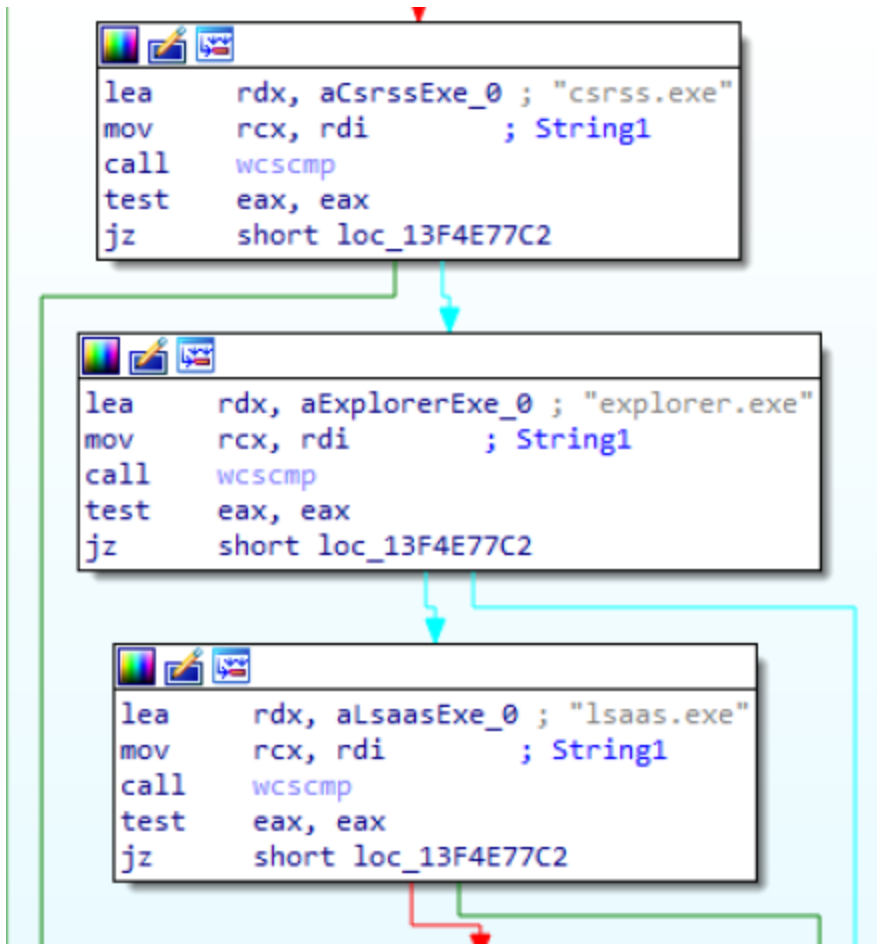 lea rdx, aCsrssExe_0 ; "csrss.exe"
mov rcx, rdi ; String1
call wcscmp
test eax, eax
jz short loc_13F4E77C2
lea rdx, aExplorerExe_0 ; "explorer.exe"
mov rcx, rdi ; String1
call wcscmp
test eax, eax
jz short loc_13F4E77C2
lea rdx, aLsaasExe_0 ; "lsaas.exe"
mov rcx, rdi ; String1
call wcscmp
test eax, eax
jz short loc_13F4E77C2